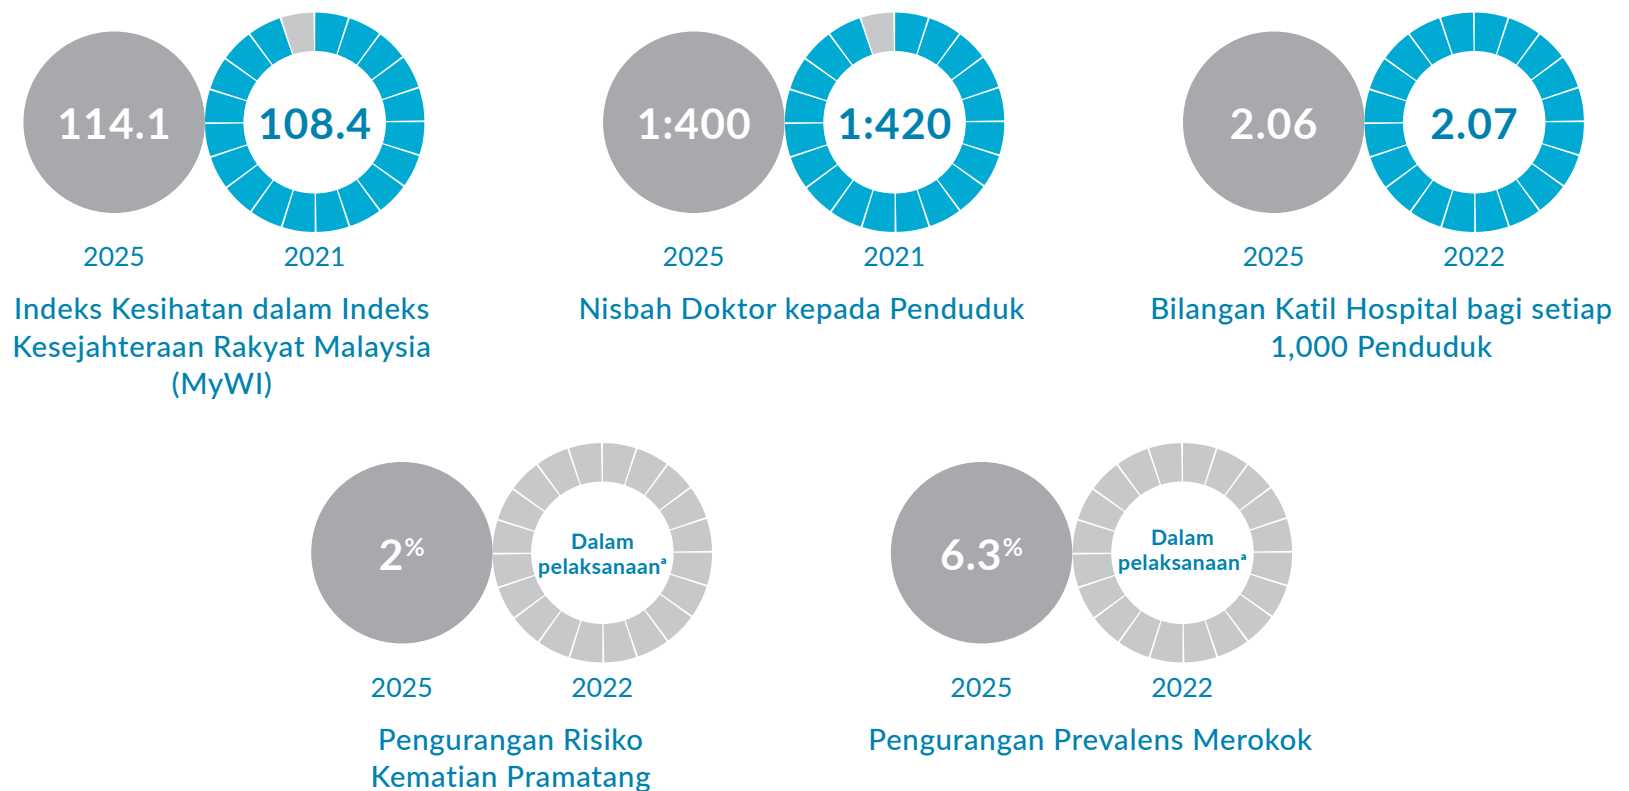 114.1
108.4
2025
2021
Indeks Kesihatan dalam Indeks
Kesejahteraan Rakyat Malaysia
(MyWI)
1:400
1:420
2025
2021
Nisbah Doktor kepada Penduduk
2.06
2.07
2025
2022
Bilangan Katil Hospital bagi setiap
1,000 Penduduk
2%
Dalam
pelaksanaanª
2025
2022
Pengurangan Risiko
Kematian Pramatang
6.3%
Dalam
pelaksanaanª
2025
2022
Pengurangan Prevalens Merokok